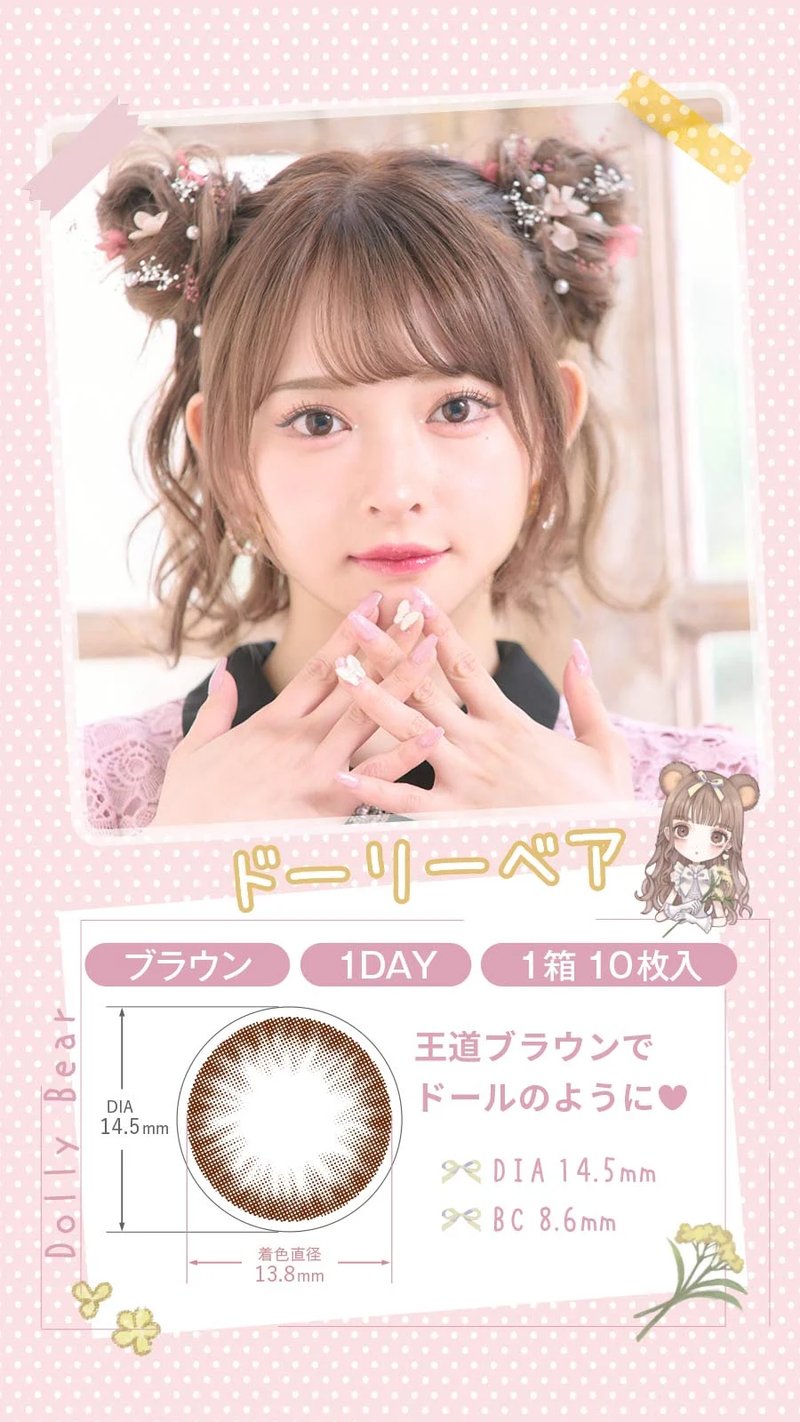 ドーリーベア
ブラウン
1DAY
1箱 10枚入
Dolly Bear
DIA
14.5mm
着色直径
13.8mm
王道ブラウンで
ドールのように♥
DIA 14.5mm
BC 8.6mm